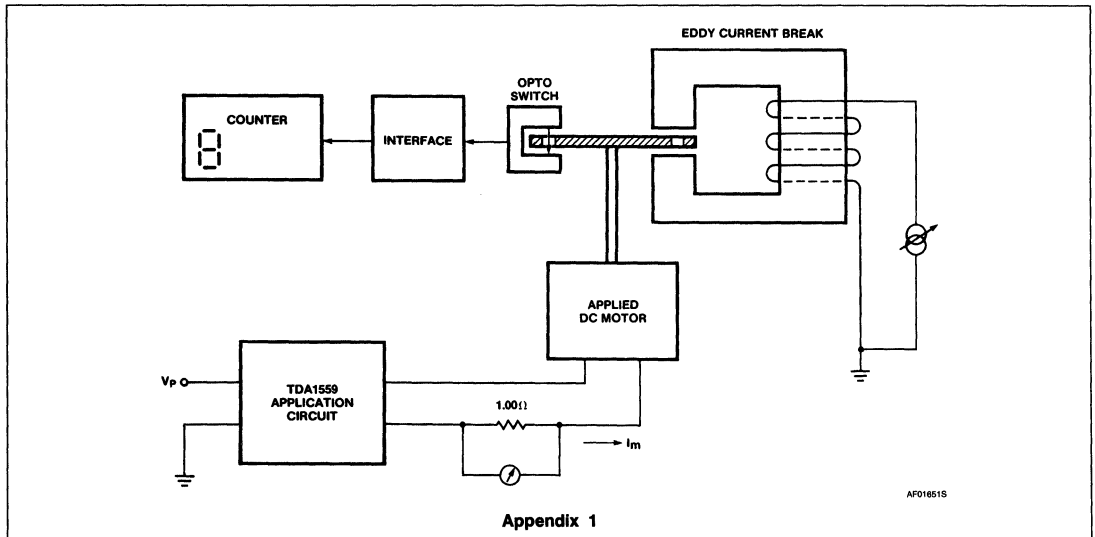 EDDY CURRENT BREAK
OPTO
SWITCH
COUNTER
INTERFACE
APPLIED
DC MOTOR
VP
TDA1559
APPLICATION
CIRCUIT
1.00Ω
Im
AF01651S
Appendix 1